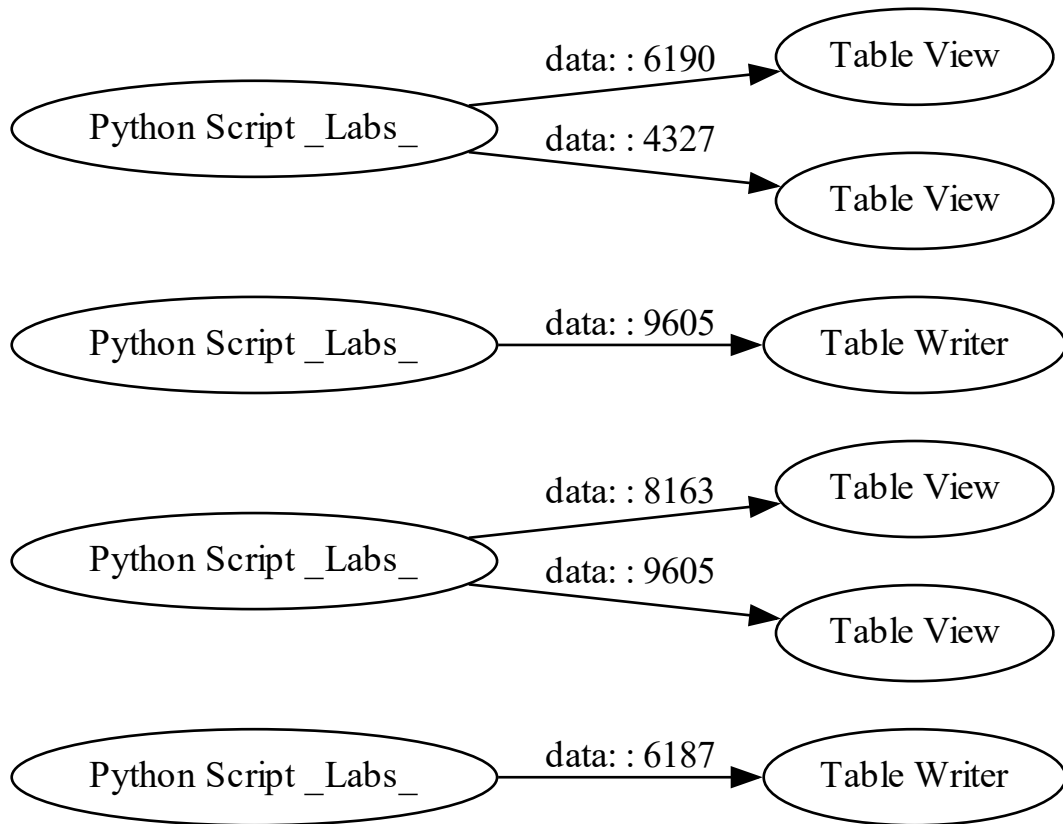 data: : 6190
Table View
Python Script _Labs_
data: : 4327
Table View
Python Script _Labs_
data: : 9605
Table Writer
data: : 8163
Table View
Python Script _Labs_
data: : 9605
Table View
Python Script _Labs_
data: : 6187
Table Writer